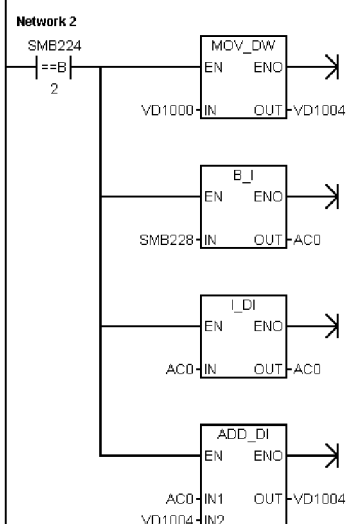 Network 2
SMB224
==B
2
MOV_DW
EN ENO
VD1000 IN OUT VD1004
B_I
EN ENO
SMB228 IN OUT AC0
I_DI
EN ENO
AC0 IN OUT AC0
ADD_DI
EN ENO
AC0 IN1 OUT VD1004
VD1004 IN2